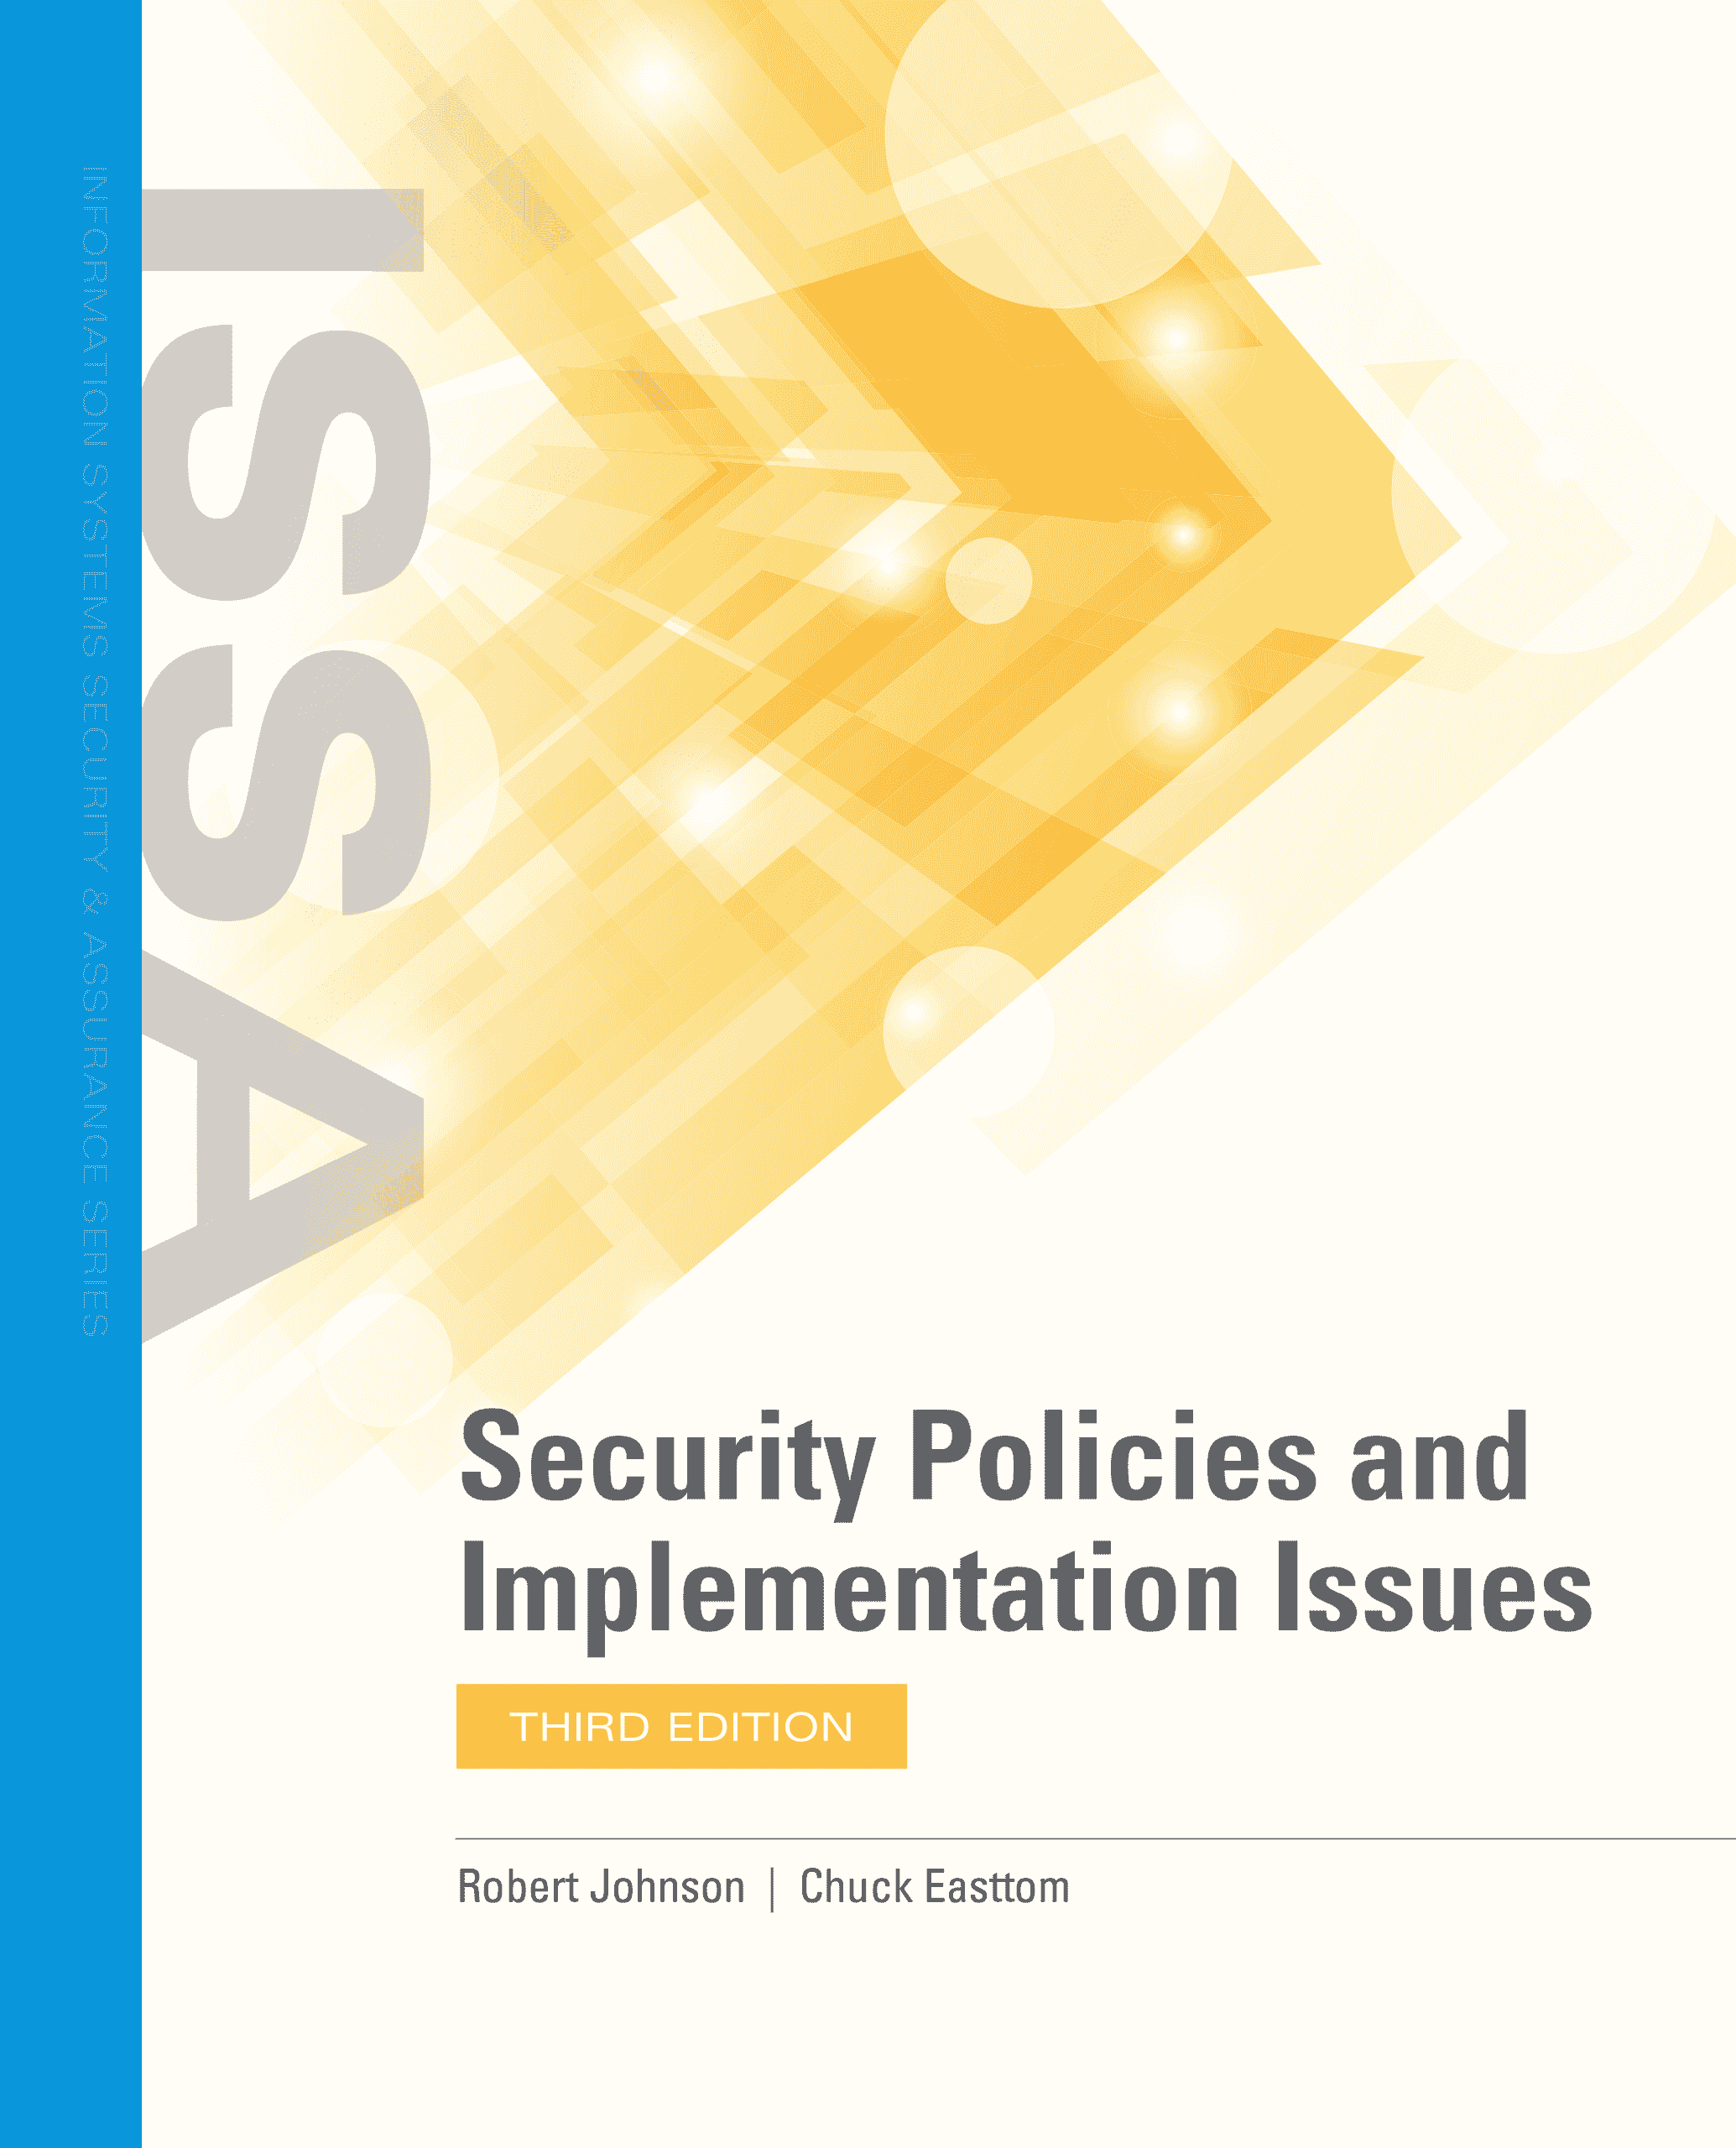 INFORMATION SYSTEMS SECURITY & ASSURANCE SERIES
ISSA
Security Policies and
Implementation Issues
THIRD EDITION
Robert Johnson | Chuck Easttom